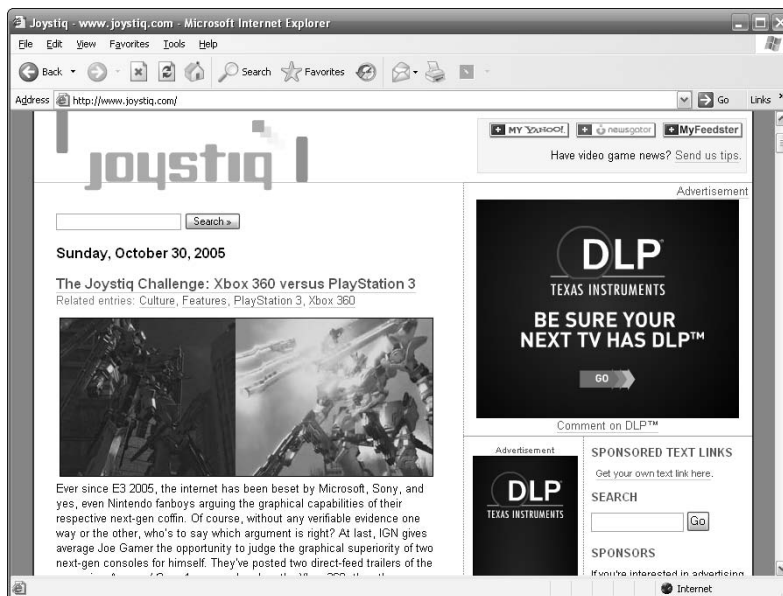 Joystiq - www.joystiq.com - Microsoft Internet Explorer
File Edit View Favorites Tools Help
Back Search Favorites
Address http://www.joystiq.com/ Go Links »
joystiq
MY YAHOO! newsgator MyFeedster
Have video game news? Send us tips.
Search »
Sunday, October 30, 2005
The Joystiq Challenge: Xbox 360 versus PlayStation 3
Related entries: Culture, Features, PlayStation 3, Xbox 360
Ever since E3 2005, the internet has been beset by Microsoft, Sony, and
yes, even Nintendo fanboys arguing the graphical capabilities of their
respective next-gen coffin. Of course, without any verifiable evidence one
way or the other, who's to say which argument is right? At last, IGN gives
average Joe Gamer the opportunity to judge the graphical superiority of two
next-gen consoles for himself. They've posted two direct-feed trailers of the
Advertisement
DLP
TEXAS INSTRUMENTS
BE SURE YOUR
NEXT TV HAS DLP™
GO
Comment on DLP™
Advertisement
DLP
TEXAS INSTRUMENTS
SPONSORED TEXT LINKS
Get your own text link here.
SEARCH
Go
SPONSORS
If you're interested in advertising
Internet